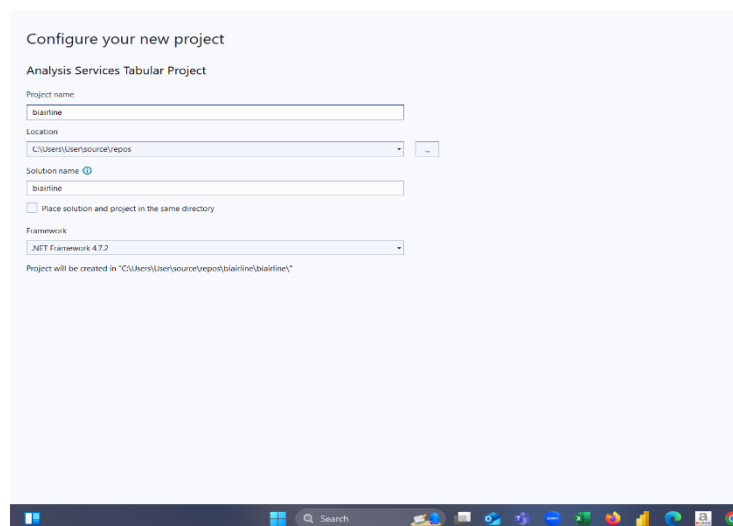 Configure your new project
Analysis Services Tabular Project
Project name
biairline
Location
C:\Users\User\source\repos
...
Solution name
biairline
Place solution and project in the same directory
Framework
.NET Framework 4.7.2
Project will be created in "C:\Users\User\source\repos\biairline\biairline\"
Search